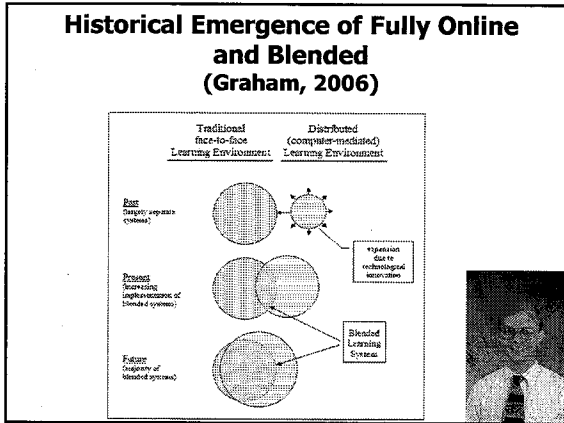 Historical Emergence of Fully Online
and Blended
(Graham, 2006)
Traditional
face-to-face
Learning Environment
Distributed
(computer-mediated)
Learning Environment
Past
(largely separate
systems)
expansion
due to
technological
innovation
Present
(increasing
implementation of
blended systems)
Blended
Learning
System
Future
(majority of
blended systems)